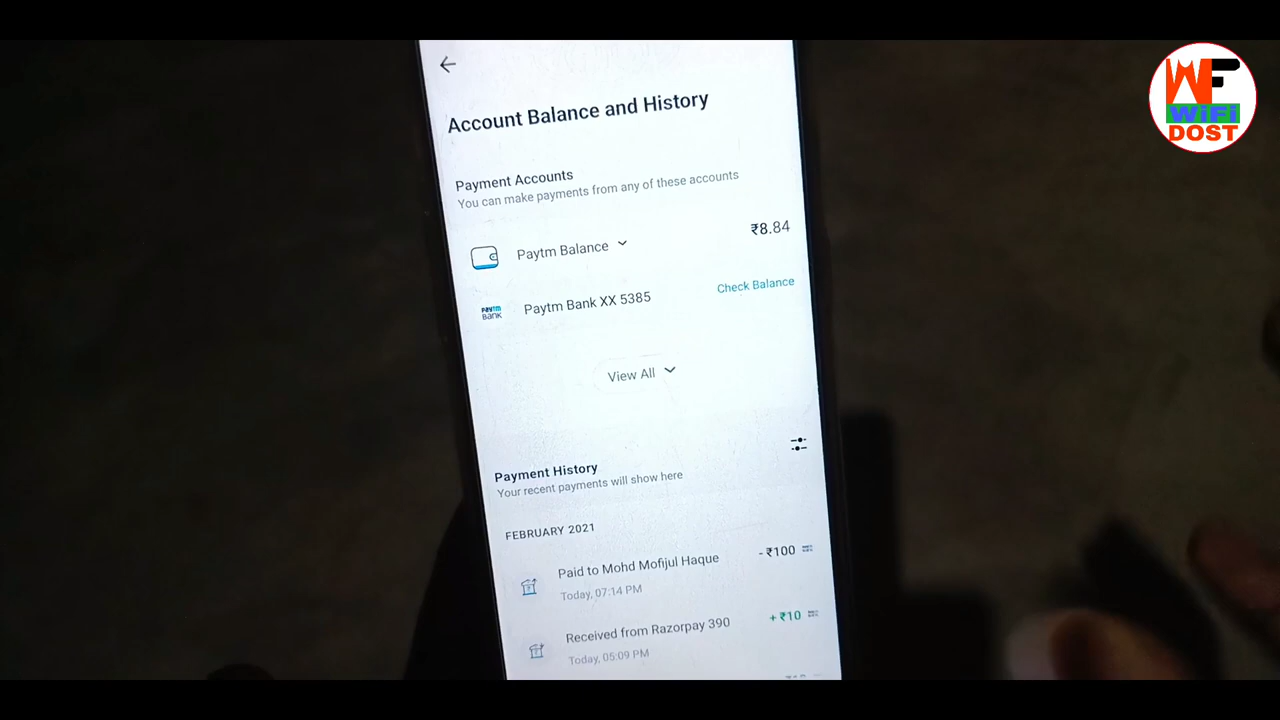 WF
WiFi
DOST
Account Balance and History
Payment Accounts
You can make payments from any of these accounts
Paytm Balance
₹8.84
paytm
Bank
Paytm Bank XX 5385
Check Balance
View All
Payment History
Your recent payments will show here
FEBRUARY 2021
Paid to Mohd Mofijul Haque
- ₹100
Today, 07:14 PM
Received from Razorpay 390
+ ₹10
Today, 05:09 PM